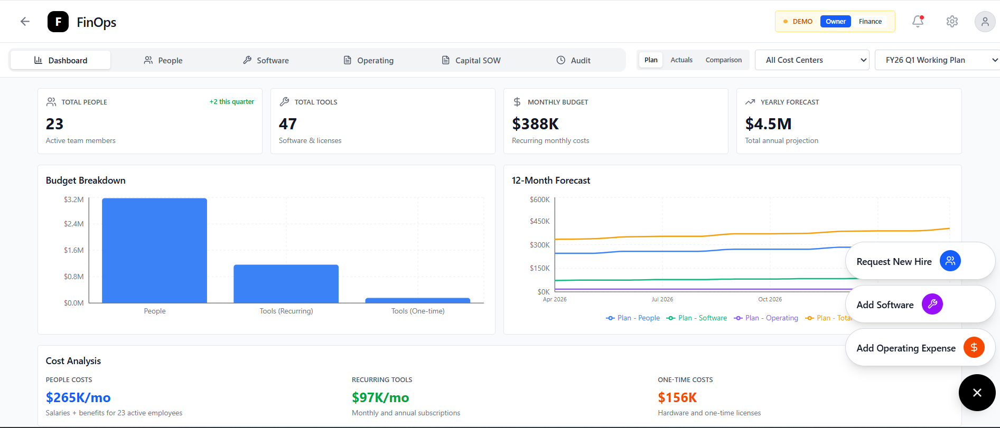 F FinOps
DEMO Owner Finance
Dashboard People Software Operating Capital SOW Audit
Plan Actuals Comparison All Cost Centers FY26 Q1 Working Plan
TOTAL PEOPLE +2 this quarter
23
Active team members
TOTAL TOOLS
47
Software & licenses
MONTHLY BUDGET
$388K
Recurring monthly costs
YEARLY FORECAST
$4.5M
Total annual projection
Budget Breakdown
$3.2M
$2.4M
$1.6M
$0.8M
$0.0M
People Tools (Recurring) Tools (One-time)
12-Month Forecast
$600K
$450K
$300K
$150K
$0K
Apr 2026 Jul 2026 Oct 2026
Plan - People Plan - Software Plan - Operating Plan - Total
Request New Hire
Add Software
Add Operating Expense
Cost Analysis
PEOPLE COSTS
$265K/mo
Salaries + benefits for 23 active employees
RECURRING TOOLS
$97K/mo
Monthly and annual subscriptions
ONE-TIME COSTS
$156K
Hardware and one-time licenses